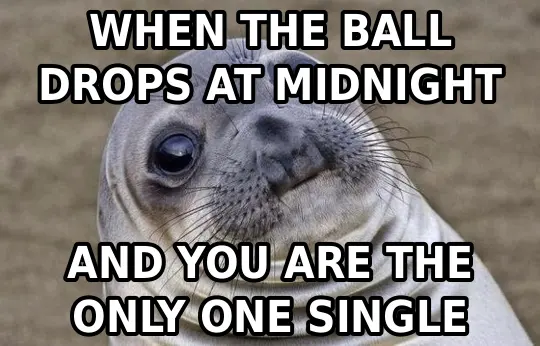 WHEN THE BALL
DROPS AT MIDNIGHT
AND YOU ARE THE
ONLY ONE SINGLE